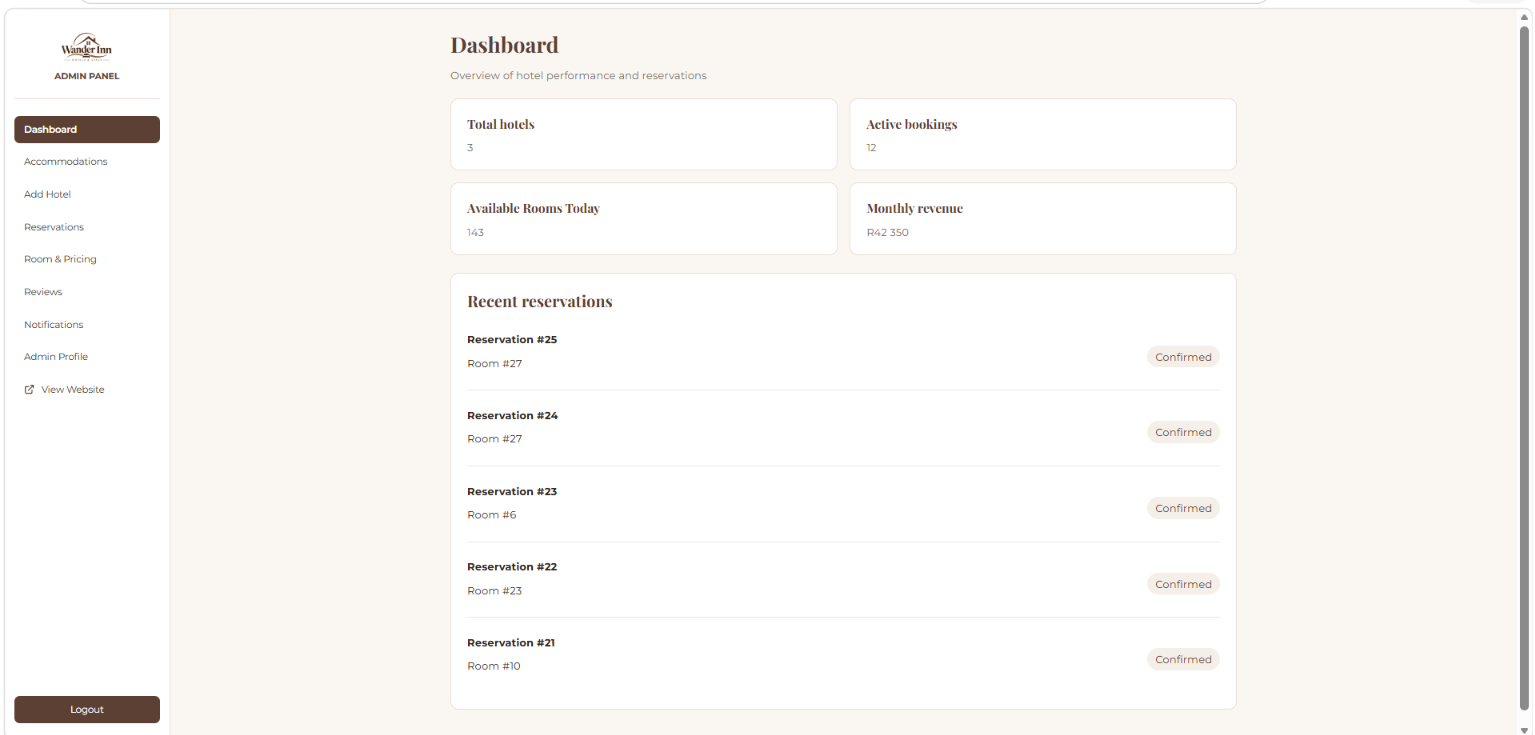 Wander Inn
ADMIN PANEL
Dashboard
Accommodations
Add Hotel
Reservations
Room & Pricing
Reviews
Notifications
Admin Profile
View Website
Logout
Dashboard
Overview of hotel performance and reservations
Total hotels
3
Active bookings
12
Available Rooms Today
143
Monthly revenue
R42 350
Recent reservations
Reservation #25
Room #27
Confirmed
Reservation #24
Room #27
Confirmed
Reservation #23
Room #6
Confirmed
Reservation #22
Room #23
Confirmed
Reservation #21
Room #10
Confirmed